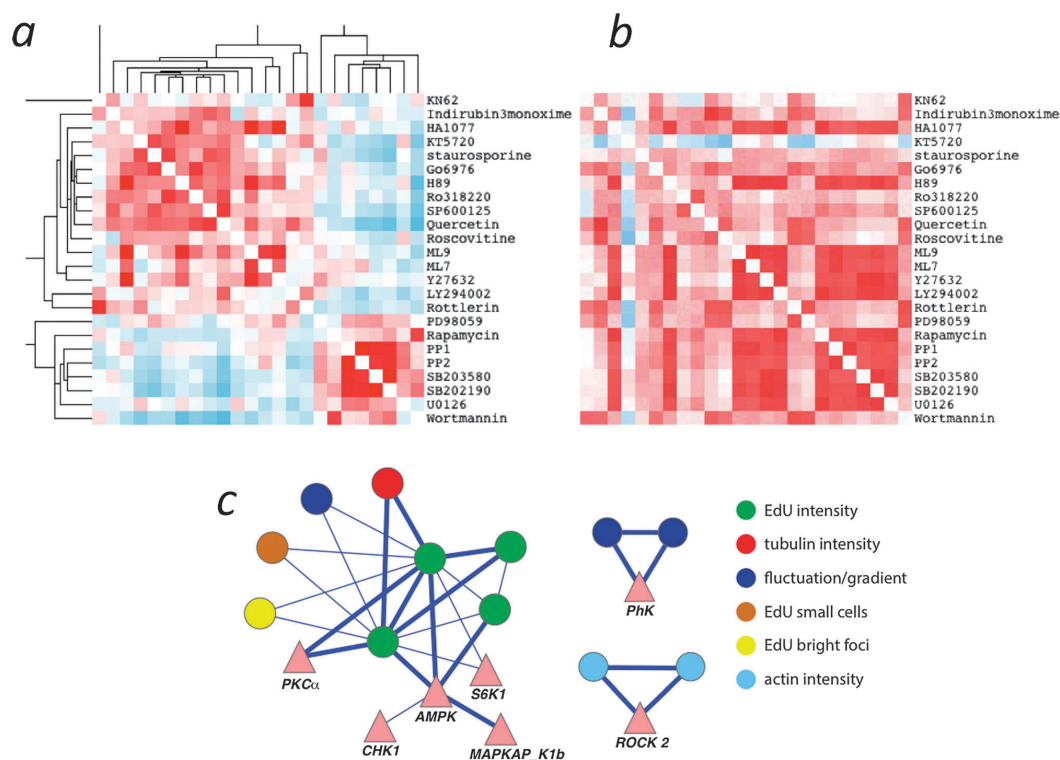 a
b
KN62
Indirubin3monoxime
HA1077
KT5720
staurosporine
Go6976
H89
Ro318220
SP600125
Quercetin
Roscovitine
ML9
ML7
Y27632
LY294002
Rottlerin
PD98059
Rapamycin
PP1
PP2
SB203580
SB202190
U0126
Wortmannin
KN62
Indirubin3monoxime
HA1077
KT5720
staurosporine
Go6976
H89
Ro318220
SP600125
Quercetin
Roscovitine
ML9
ML7
Y27632
LY294002
Rottlerin
PD98059
Rapamycin
PP1
PP2
SB203580
SB202190
U0126
Wortmannin
c
PKCα
S6K1
AMPK
CHK1
MAPKAP_K1b
PhK
ROCK 2
EdU intensity
tubulin intensity
fluctuation/gradient
EdU small cells
EdU bright foci
actin intensity